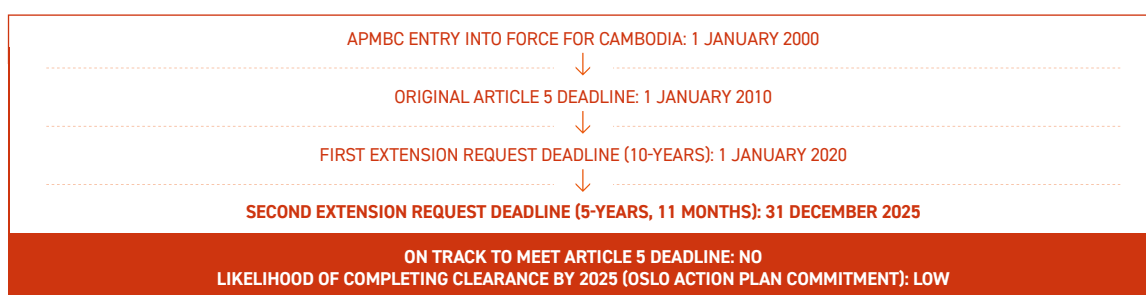 APMBC ENTRY INTO FORCE FOR CAMBODIA: 1 JANUARY 2000
ORIGINAL ARTICLE 5 DEADLINE: 1 JANUARY 2010
FIRST EXTENSION REQUEST DEADLINE (10-YEARS): 1 JANUARY 2020
SECOND EXTENSION REQUEST DEADLINE (5-YEARS, 11 MONTHS): 31 DECEMBER 2025
ON TRACK TO MEET ARTICLE 5 DEADLINE: NO
LIKELIHOOD OF COMPLETING CLEARANCE BY 2025 (OSLO ACTION PLAN COMMITMENT): LOW